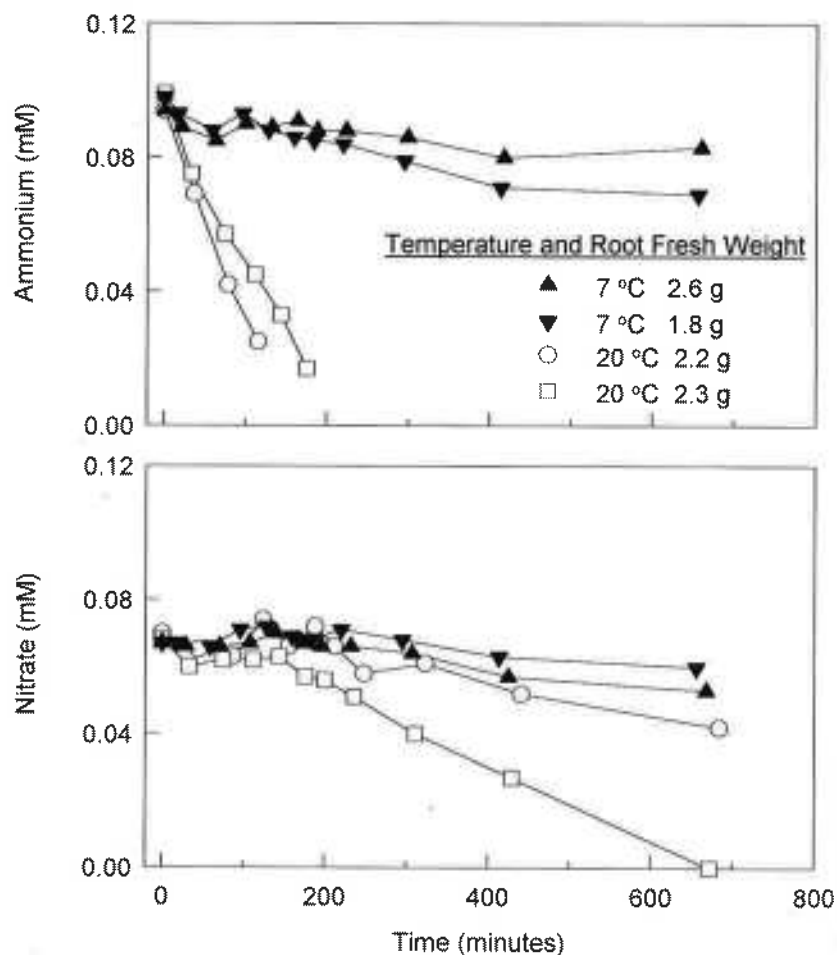 0.12
0.08
0.04
0.00
Ammonium (mM)
Temperature and Root Fresh Weight
7 °C 2.6 g
7 °C 1.8 g
20 °C 2.2 g
20 °C 2.3 g
0.12
0.08
0.04
0.00
Nitrate (mM)
0 200 400 600 800
Time (minutes)